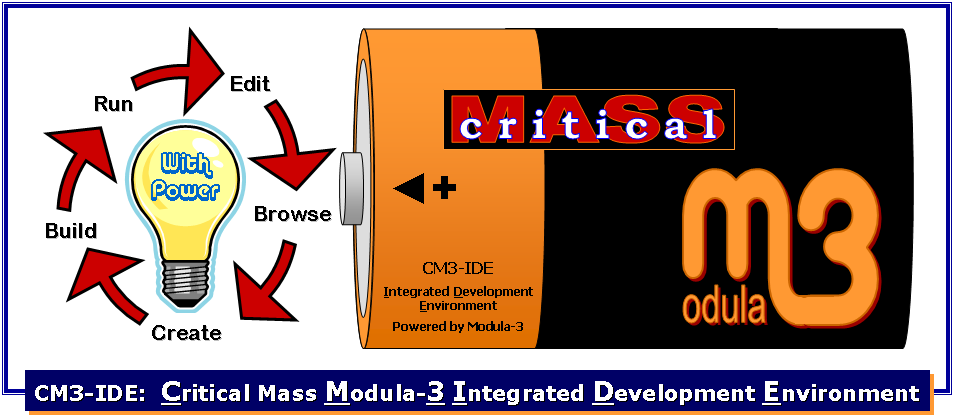 Edit
Run
With
Power
Browse
Build
Create
MASS
critical
+
CM3-IDE
Integrated Development
Environment
Powered by Modula-3
m3
odula
CM3-IDE: Critical Mass Modula-3 Integrated Development Environment